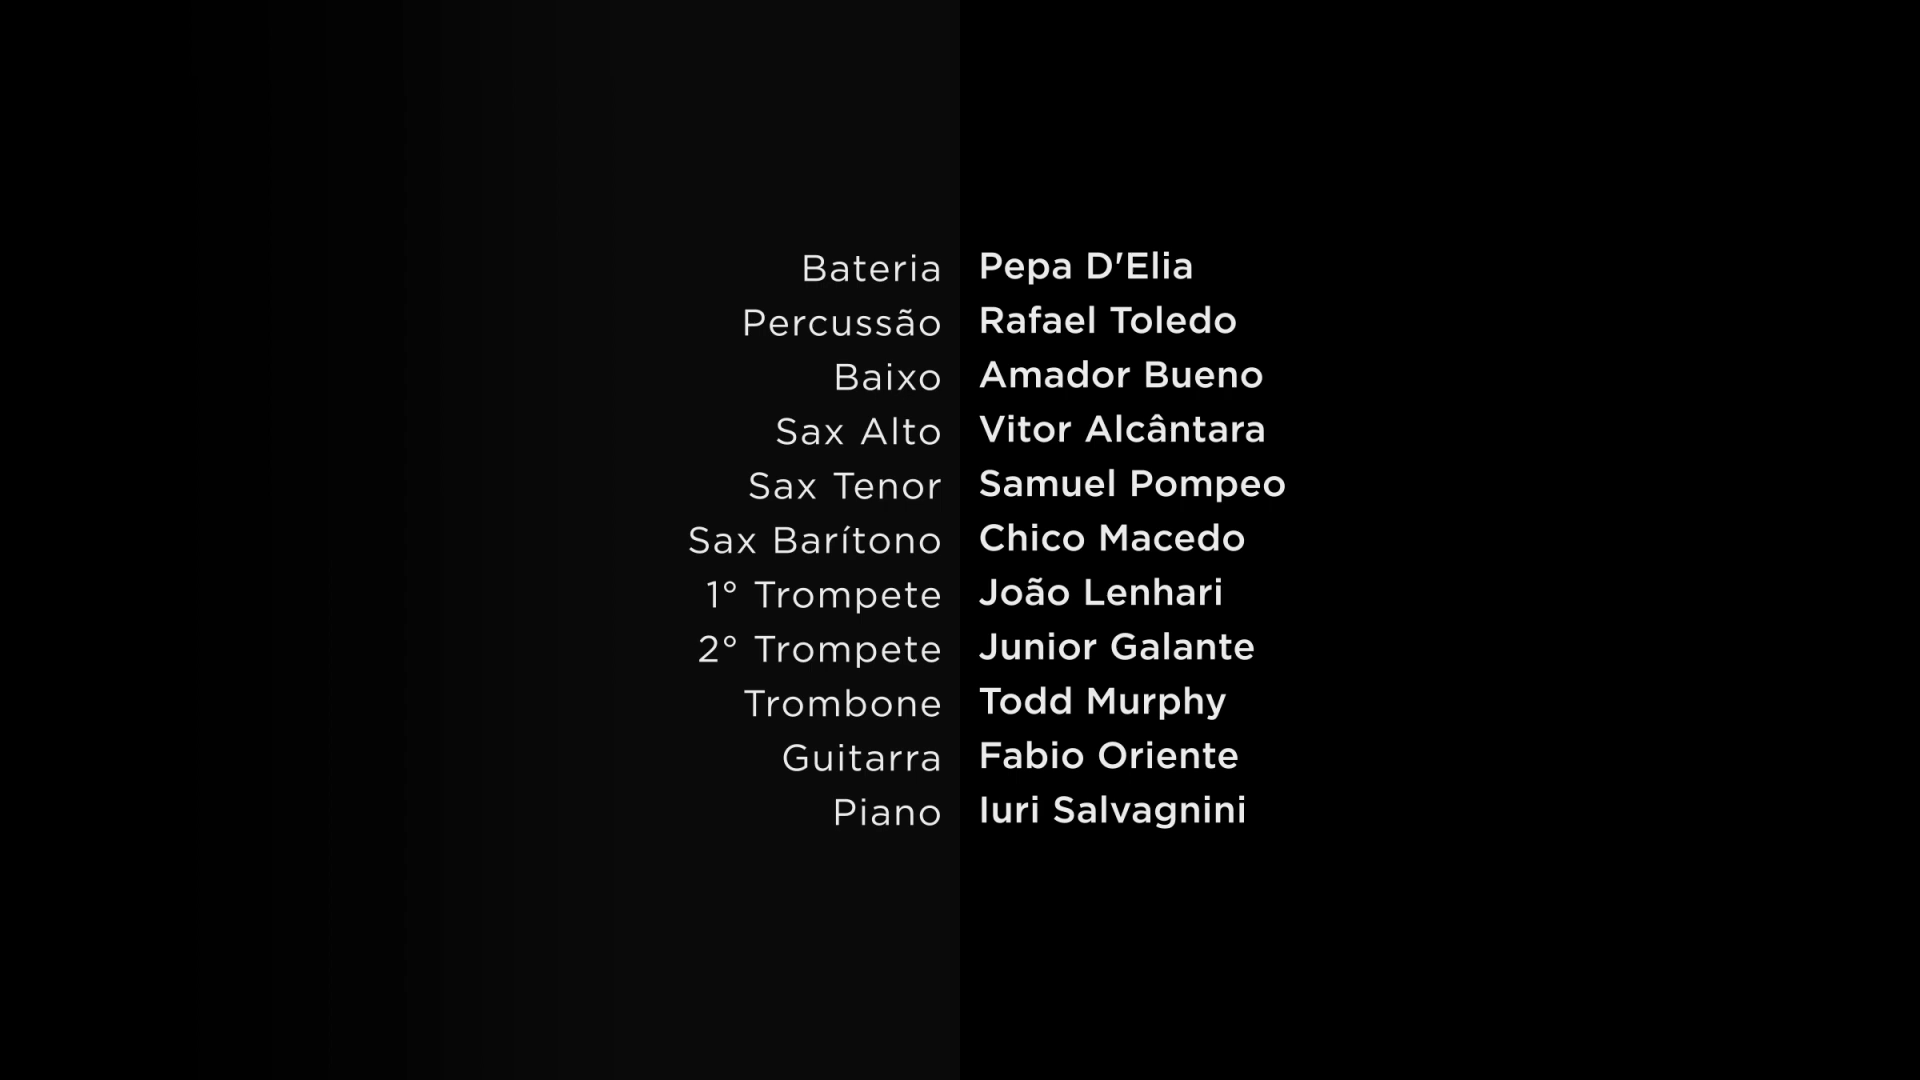 Bateria Pepa D'Elia
Percussão Rafael Toledo
Baixo Amador Bueno
Sax Alto Vitor Alcântara
Sax Tenor Samuel Pompeo
Sax Barítono Chico Macedo
1° Trompete João Lenhari
2° Trompete Junior Galante
Trombone Todd Murphy
Guitarra Fabio Oriente
Piano Iuri Salvagnini